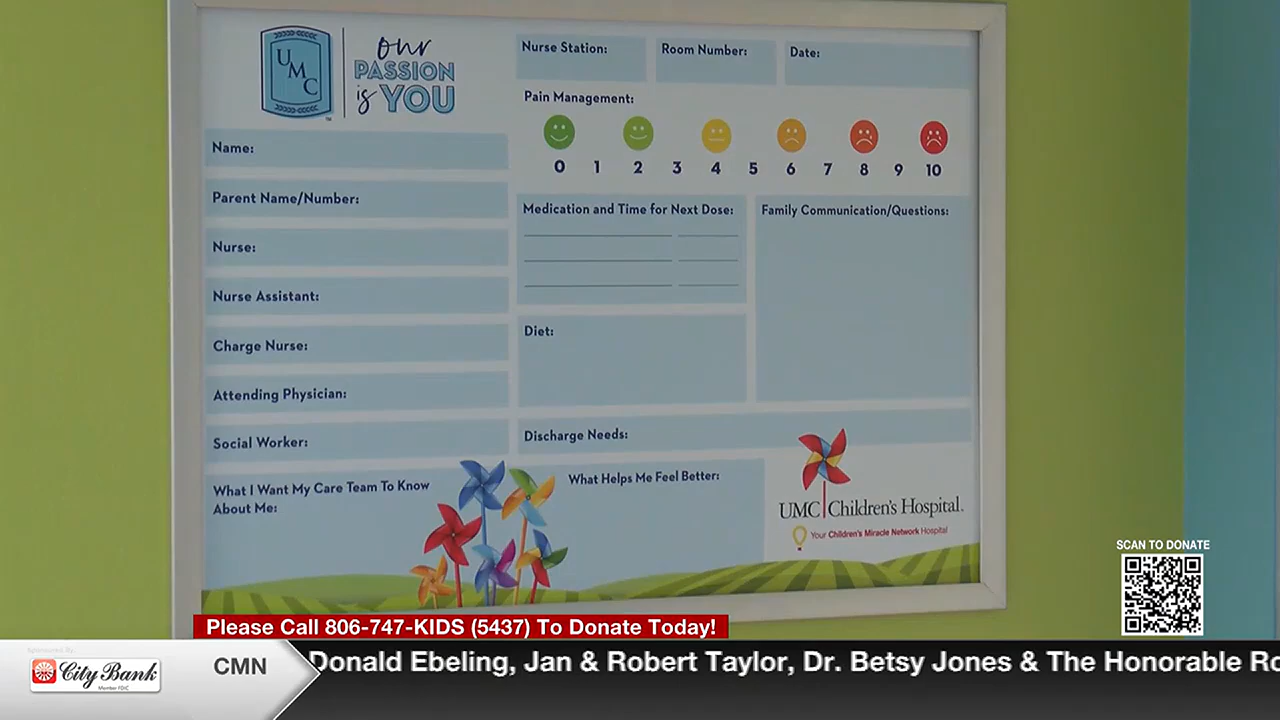 UMC
our
PASSION
is YOU
Nurse Station:
Room Number:
Date:
Pain Management:
0 1 2 3 4 5 6 7 8 9 10
Name:
Parent Name/Number:
Nurse:
Nurse Assistant:
Charge Nurse:
Attending Physician:
Social Worker:
What I Want My Care Team To Know
About Me:
Medication and Time for Next Dose:
Family Communication/Questions:
Diet:
Discharge Needs:
What Helps Me Feel Better:
UMC Children's Hospital.
Your Children's Miracle Network Hospital
SCAN TO DONATE
Please Call 806-747-KIDS (5437) To Donate Today!
Sponsored By:
City Bank
Member FDIC
CMN
Donald Ebeling, Jan & Robert Taylor, Dr. Betsy Jones & The Honorable Ro